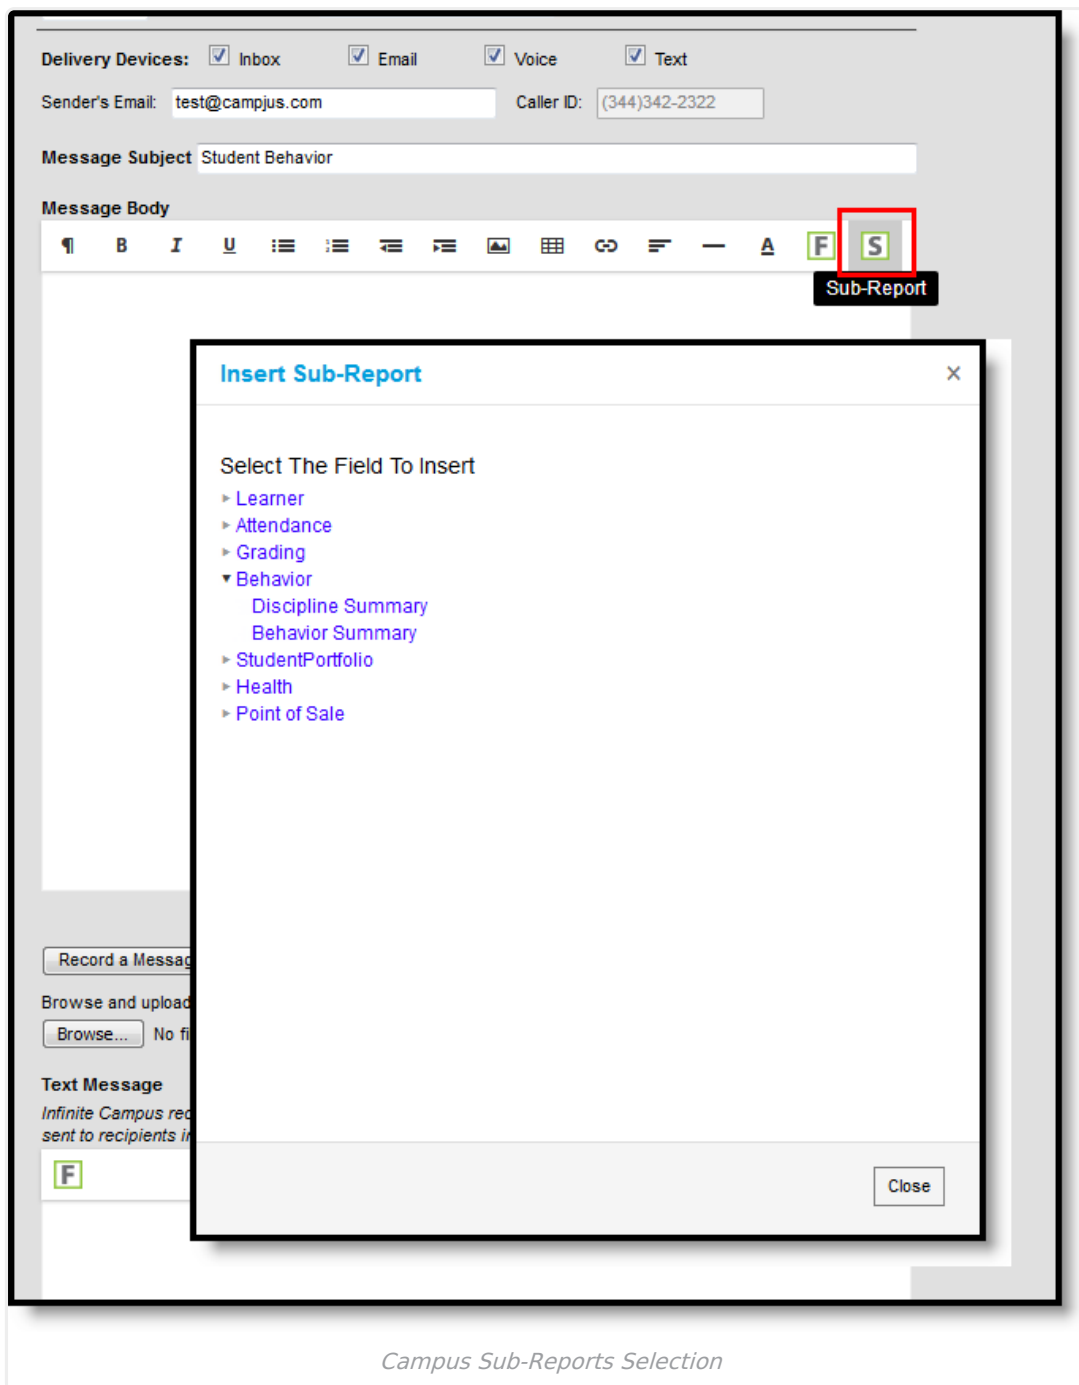 Delivery Devices: Inbox Email Voice Text
Sender's Email: test@campjus.com Caller ID: (344)342-2322
Message Subject Student Behavior
Message Body
B I U A F S
Sub-Report
Insert Sub-Report ×
Select The Field To Insert
Learner
Attendance
Grading
Behavior
Discipline Summary
Behavior Summary
StudentPortfolio
Health
Point of Sale
Record a Messag
Browse and upload
Browse... No fi
Text Message
Infinite Campus rec
sent to recipients i
F
Close
Campus Sub-Reports Selection